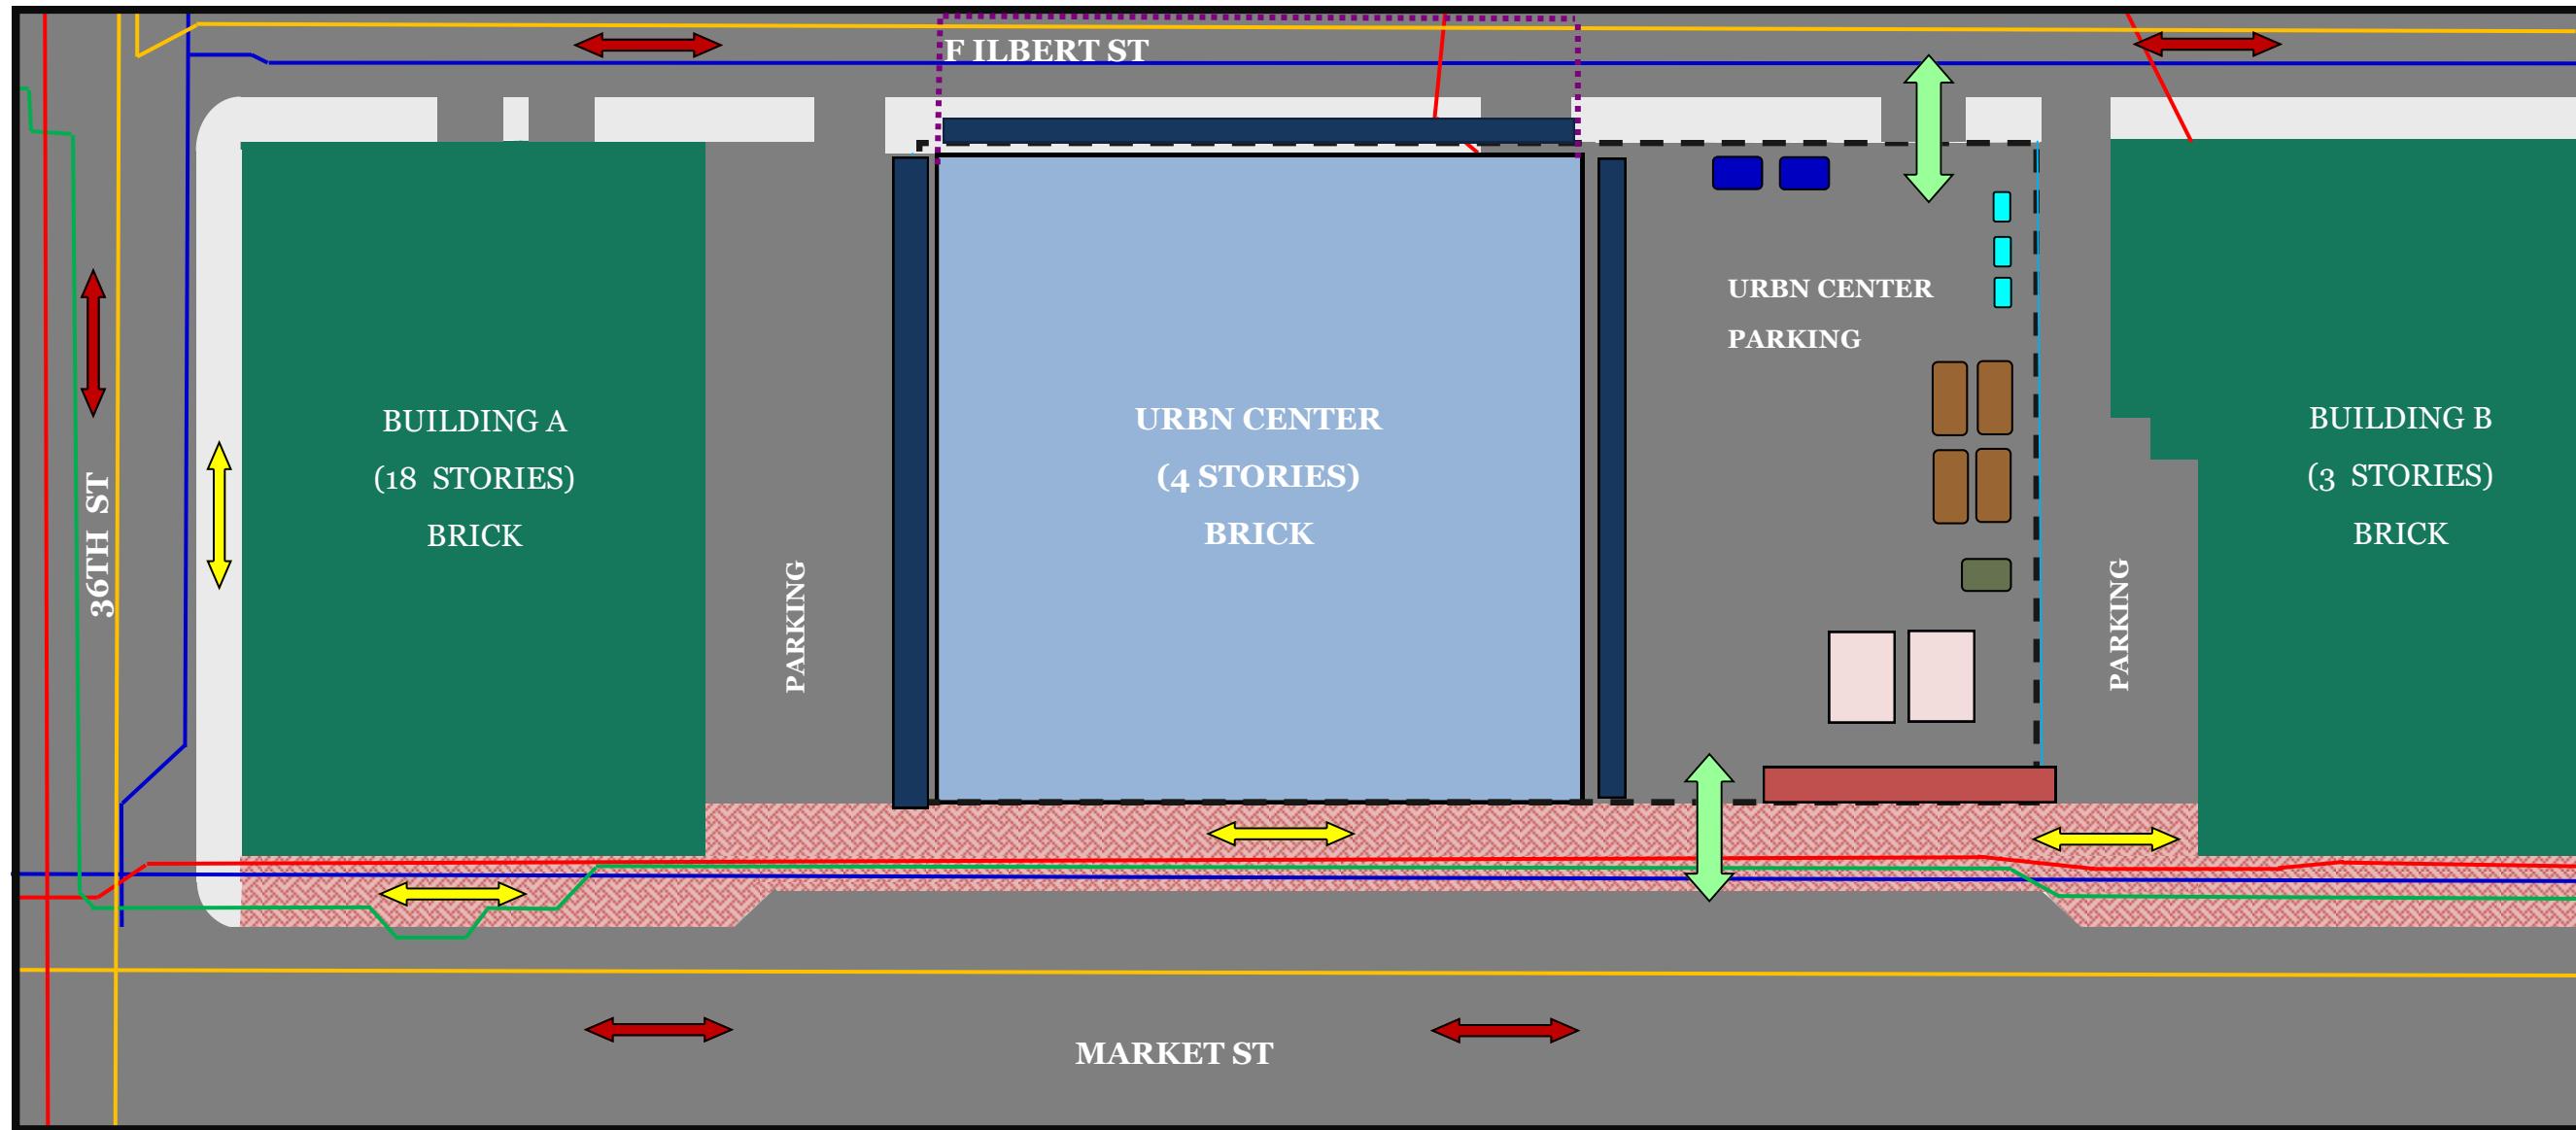 F ILBERT ST
36TH ST
BUILDING A
(18 STORIES)
BRICK
PARKING
URBN CENTER
(4 STORIES)
BRICK
URBN CENTER
PARKING
PARKING
BUILDING B
(3 STORIES)
BRICK
MARKET ST